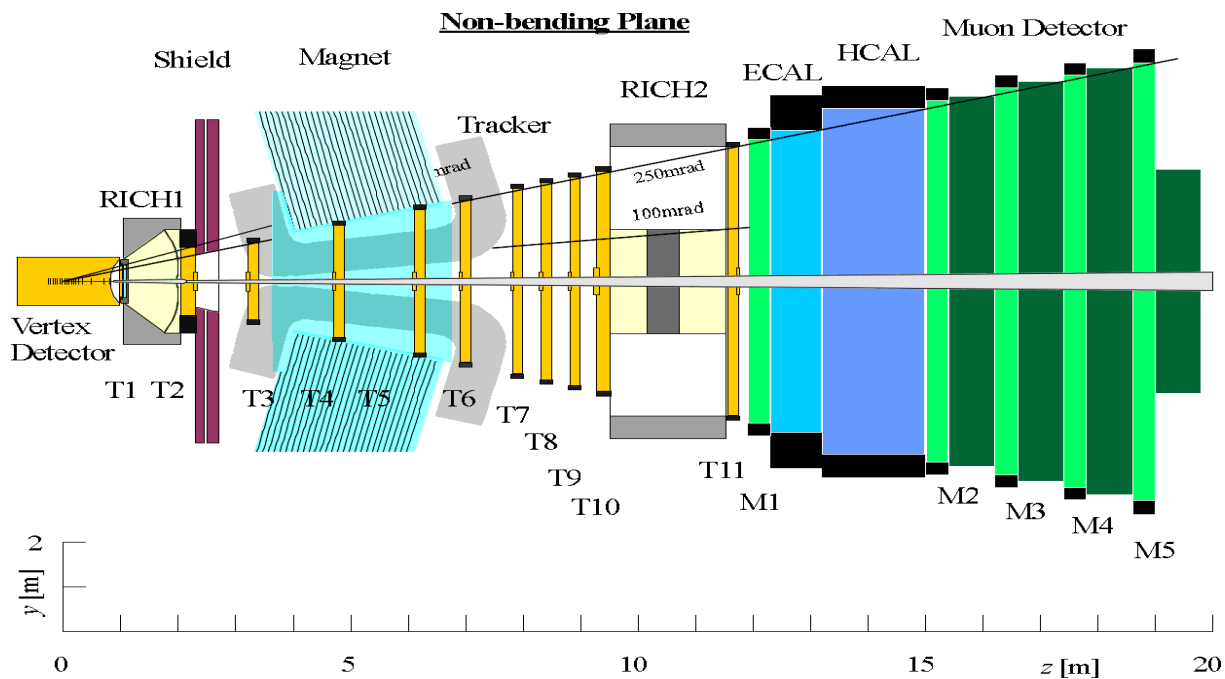 Non-bending Plane
Muon Detector
Shield
Magnet
HCAL
ECAL
RICH2
Tracker
mrad
250mrad
RICH1
100mrad
Vertex
Detector
T1
T2
T3
T4
T5
T6
T7
T8
T9
T10
T11
M1
M2
M3
M4
M5
2
y [m]
0
5
10
15
z [m]
20